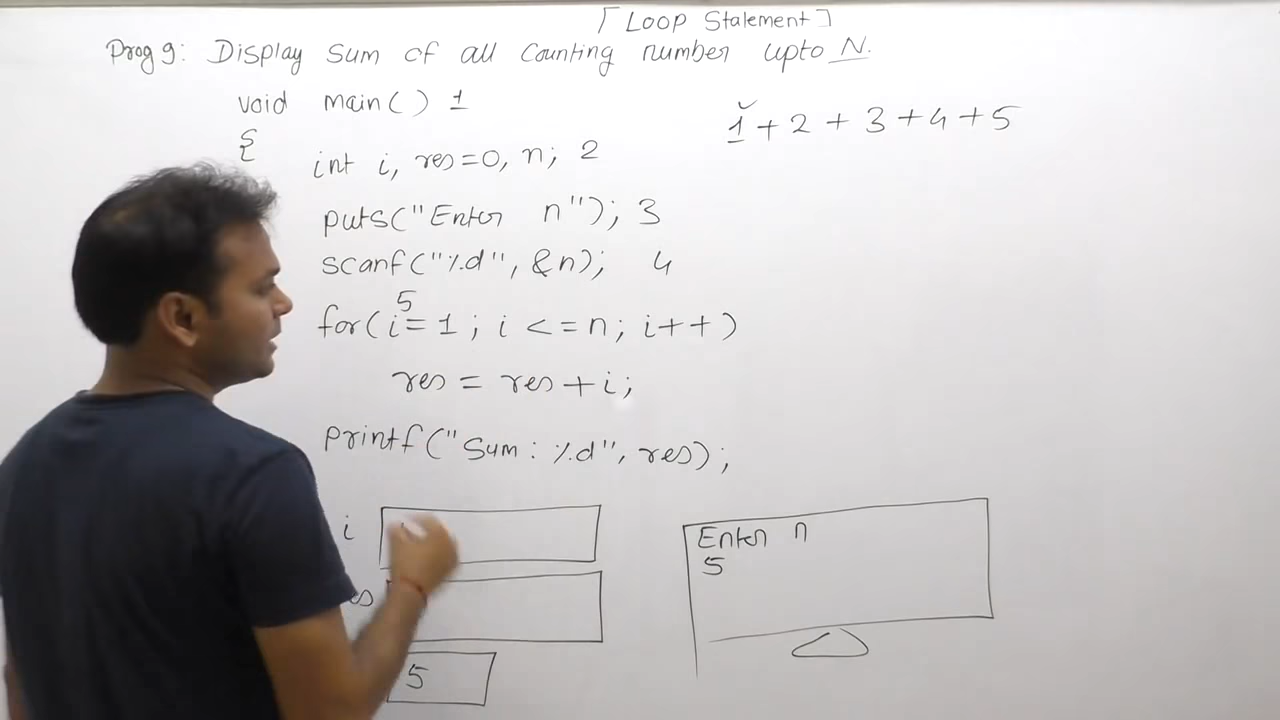 [Loop Statement]
Prog 9: Display sum of all counting number upto N.
void main() 1
1 + 2 + 3 + 4 + 5
{
int i, res=0, n; 2
puts("Enter n"); 3
scanf("%d", &n); 4
5
for(i=1; i <=n; i++)
res = res + i;
printf("Sum: %d", res);
i
Enter n
5
5